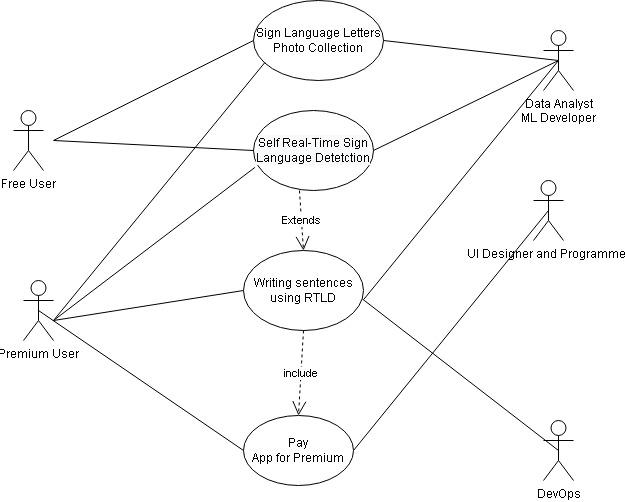 Sign Language Letters
Photo Collection
Data Analyst
ML Developer
Self Real-Time Sign
Language Detetction
Free User
Extends
UI Designer and Programme
Writing sentences
using RTLD
Premium User
include
Pay
App for Premium
DevOps